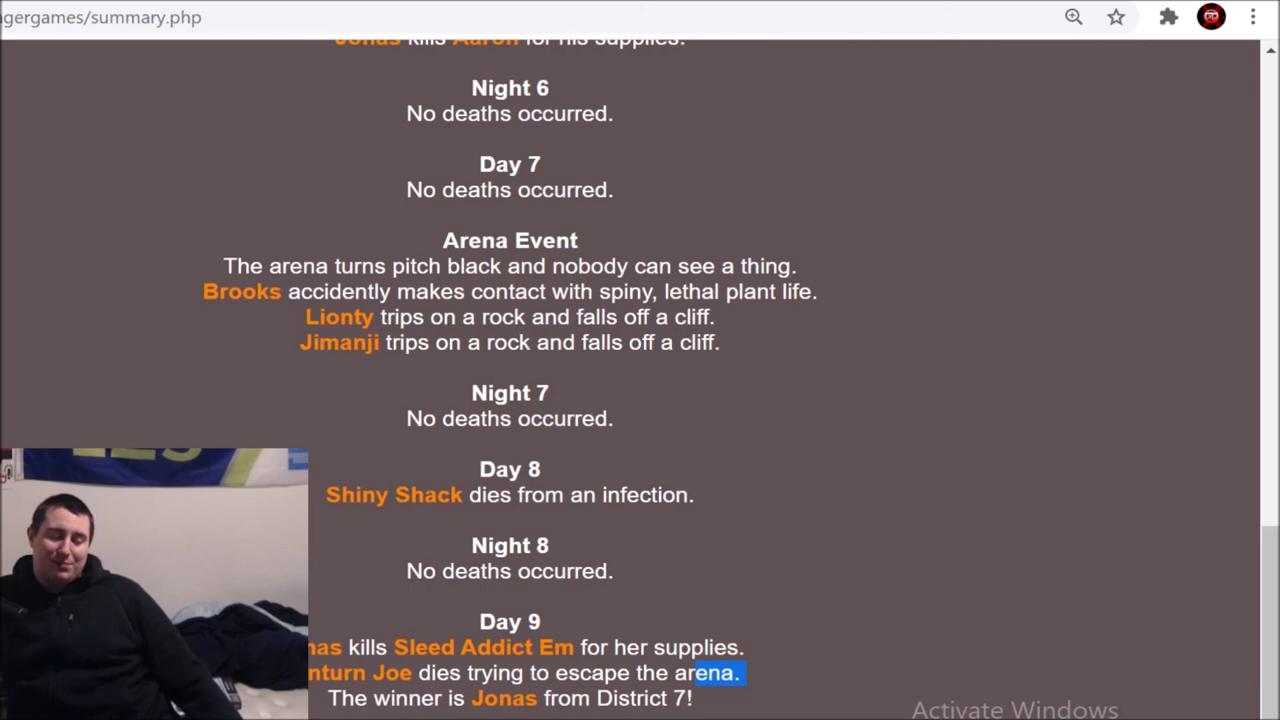 gergames/summary.php
Jonas kills Aaron for his supplies.
Night 6
No deaths occurred.
Day 7
No deaths occurred.
Arena Event
The arena turns pitch black and nobody can see a thing.
Brooks accidently makes contact with spiny, lethal plant life.
Lionty trips on a rock and falls off a cliff.
Jimanji trips on a rock and falls off a cliff.
Night 7
No deaths occurred.
Day 8
Shiny Shack dies from an infection.
Night 8
No deaths occurred.
Day 9
nas kills Sleed Addict Em for her supplies.
nturn Joe dies trying to escape the arena.
The winner is Jonas from District 7!
Activate Windows